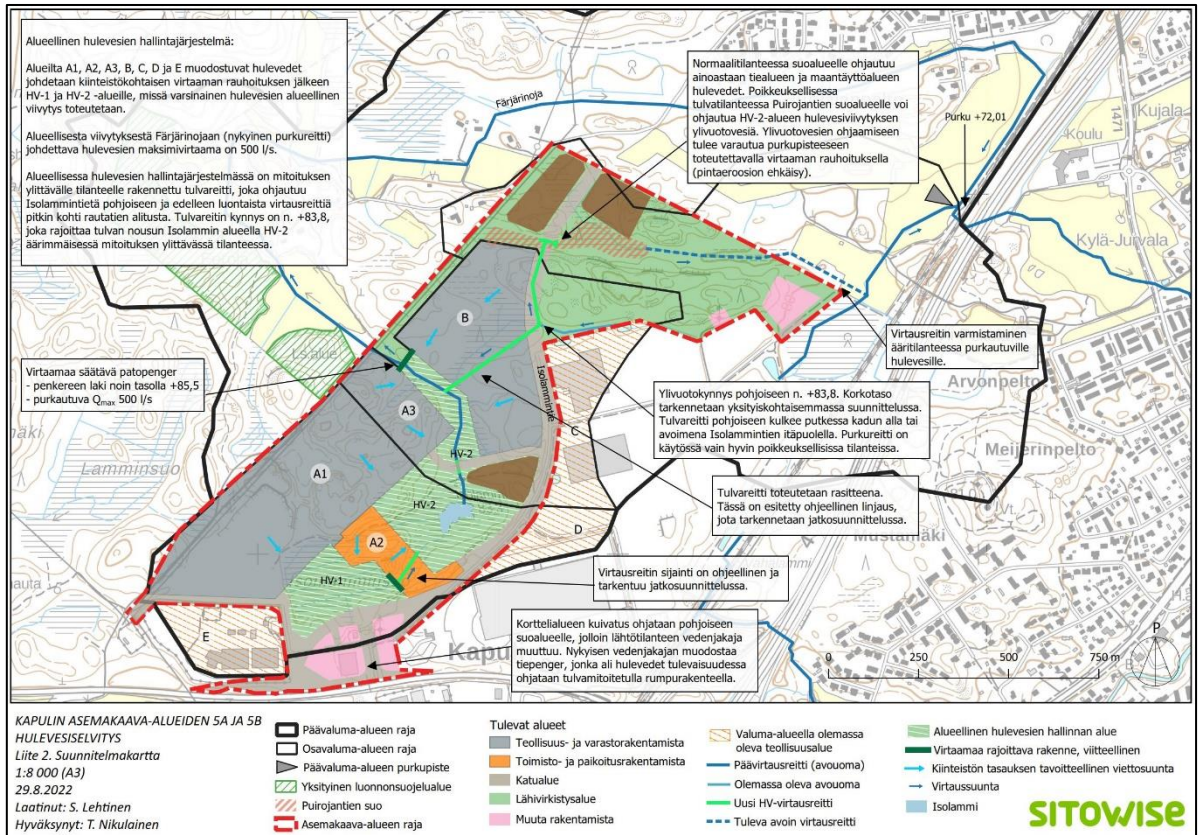 Alueellinen hulevesien hallintajärjestelmä:
Alueilta A1, A2, A3, B, C, D ja E muodostuvat hulevedet
johdetaan kiinteistökohtaisen virtaaman rauhoituksen jälkeen
HV-1 ja HV-2 -alueille, missä varsinainen hulevesien alueellinen
viivytys toteutetaan.
Alueellisesta viivytyksestä Färjärinojaan (nykyinen purkureitti)
johdettava hulevesien maksimivirtaama on 500 l/s.
Alueellisessa hulevesien hallintajärjestelmässä on mitoituksen
ylittävälle tilanteelle rakennettu tulvareitti, joka ohjautuu
Isolammintietä pohjoiseen ja edelleen luontaista virtausreittiä
pitkin kohti rautatien alitusta. Tulvareitin kynnys on n. +83,8,
joka rajoittaa tulvan nousun Isolammin alueella HV-2
äärimmäisessä mitoituksen ylittävässä tilanteessa.
Normaalitilanteessa suoalueelle ohjautuu
ainoastaan tiealueen ja maantäyttöalueen
hulevedet. Poikkeuksellisessa
tulvatilanteessa Puirojantien suoalueelle voi
ohjautua HV-2-alueen hulevesiviivytyksen
ylivuotovesiä. Ylivuotovesien ohjaamiseen
tulee varautua purkupisteeseen
toteutettavalla virtaaman rauhoituksella
(pintaeroosion ehkäisy).
Färjärinoja
Purku +72,01
Koulu
Kujala
1471
Kylä-Jurvala
Virtausreitin varmistaminen
ääritilanteessa purkautuville
hulevesille.
B
Ls.alue
Virtaamaa säätävä patopenger
- penkereen laki noin tasolla +85,5
- purkautuva Qmax 500 l/s
Isolammintie
Arvonpelto
Ylivuotokynnys pohjoiseen n. +83,8. Korkotaso
tarkennetaan yksityiskohtaisemmassa suunnittelussa.
Tulvareitti pohjoiseen kulkee putkessa kadun alla tai
avoimena Isolammintien itäpuolella. Purkureitti on
käytössä vain hyvin poikkeuksellisissa tilanteissa.
A3
C
HV-2
Meijerinpelto
Lamminsuo
A1
HV-2
Tulvareitti toteutetaan rasitteena.
Tässä on esitetty ohjeellinen linjaus,
jota tarkennetaan jatkosuunnittelussa.
D
4
Mustamäki
A2
HV-1
Virtausreitin sijainti on ohjeellinen ja
tarkentuu jatkosuunnittelussa.
E
Korttelialueen kuivatus ohjataan pohjoiseen
suoalueelle, jolloin lähtötilanteen vedenjakaja
muuttuu. Nykyisen vedenjakajan muodostaa
tiepenger, jonka ali hulevedet tulevaisuudessa
ohjataan tulvamitoitetulla rumpurakenteella.
Kapu
P
0 250 500 750 m
KAPULIN ASEMAKAAVA-ALUEIDEN 5A JA 5B
HULEVESISELVITYS
Liite 2. Suunnitelmakartta
1:8 000 (A3)
29.8.2022
Laatinut: S. Lehtinen
Hyväksynyt: T. Nikulainen
Päävaluma-alueen raja
Osavaluma-alueen raja
Päävaluma-alueen purkupiste
Yksityinen luonnonsuojelualue
Puirojantien suo
Asemakaava-alueen raja
Tulevat alueet
Teollisuus- ja varastorakentamista
Toimisto- ja paikoitusrakentamista
Katualue
Lähivirkistysalue
Muuta rakentamista
Valuma-alueella olemassa
oleva teollisuusalue
Päävirtausreitti (avouoma)
Olemassa oleva avouoma
Uusi HV-virtausreitti
Tuleva avoin virtausreitti
Alueellinen hulevesien hallinnan alue
Virtaamaa rajoittava rakenne, viitteellinen
Kiinteistön tasauksen tavoitteellinen viettosuunta
Virtaussuunta
Isolammi
SITOWISE